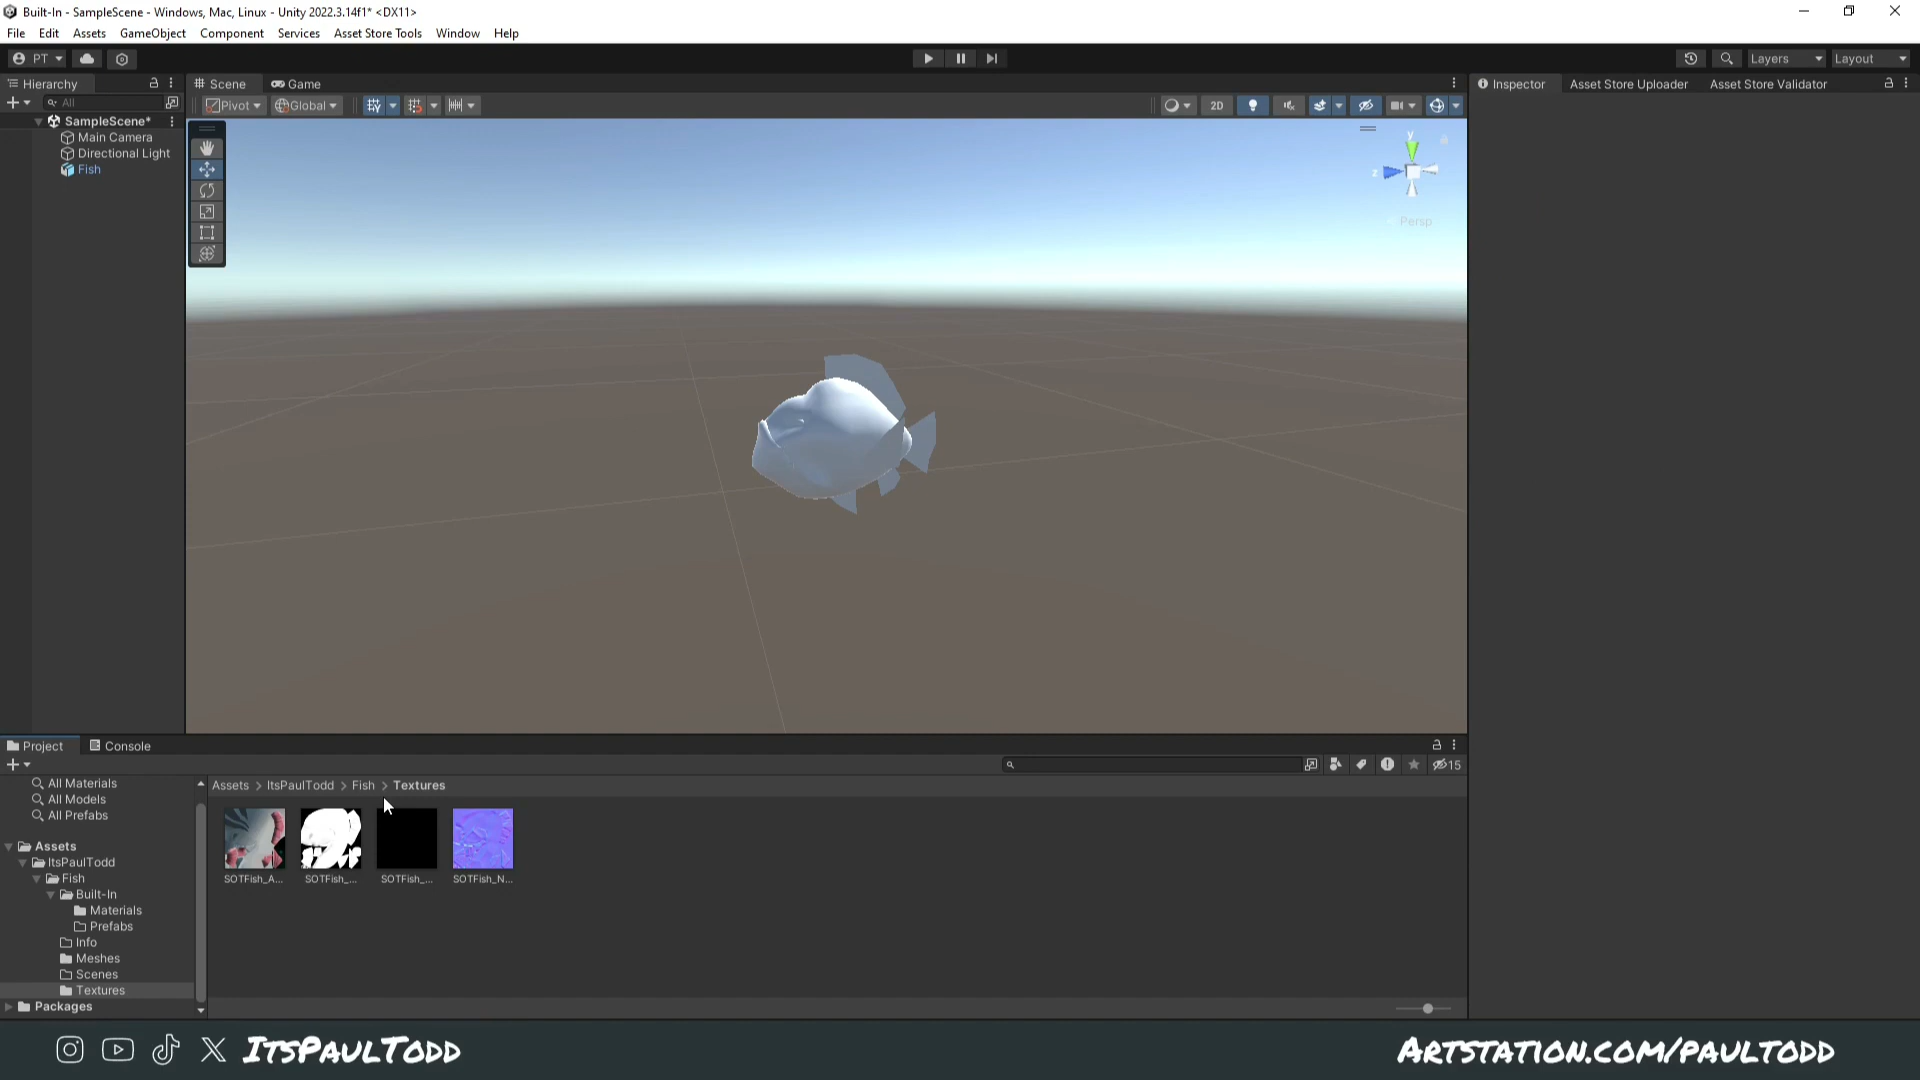 Built-In - SampleScene - Windows, Mac, Linux - Unity 2022.3.14f1* <DX11>
File Edit Assets GameObject Component Services Asset Store Tools Window Help
PT Layers Layout
Hierarchy Scene Game Inspector Asset Store Uploader Asset Store Validator
All Pivot Global 2D
SampleScene*
Main Camera
Directional Light
Fish
y
z
Persp
Project Console
15
All Materials
All Models
All Prefabs
Assets
ItsPaulTodd
Fish
Built-In
Materials
Prefabs
Info
Meshes
Scenes
Textures
Packages
Assets > ItsPaulTodd > Fish > Textures
SOTFish_A... SOTFish_... SOTFish_... SOTFish_N...
ItsPaulTodd
Artstation.com/paultodd